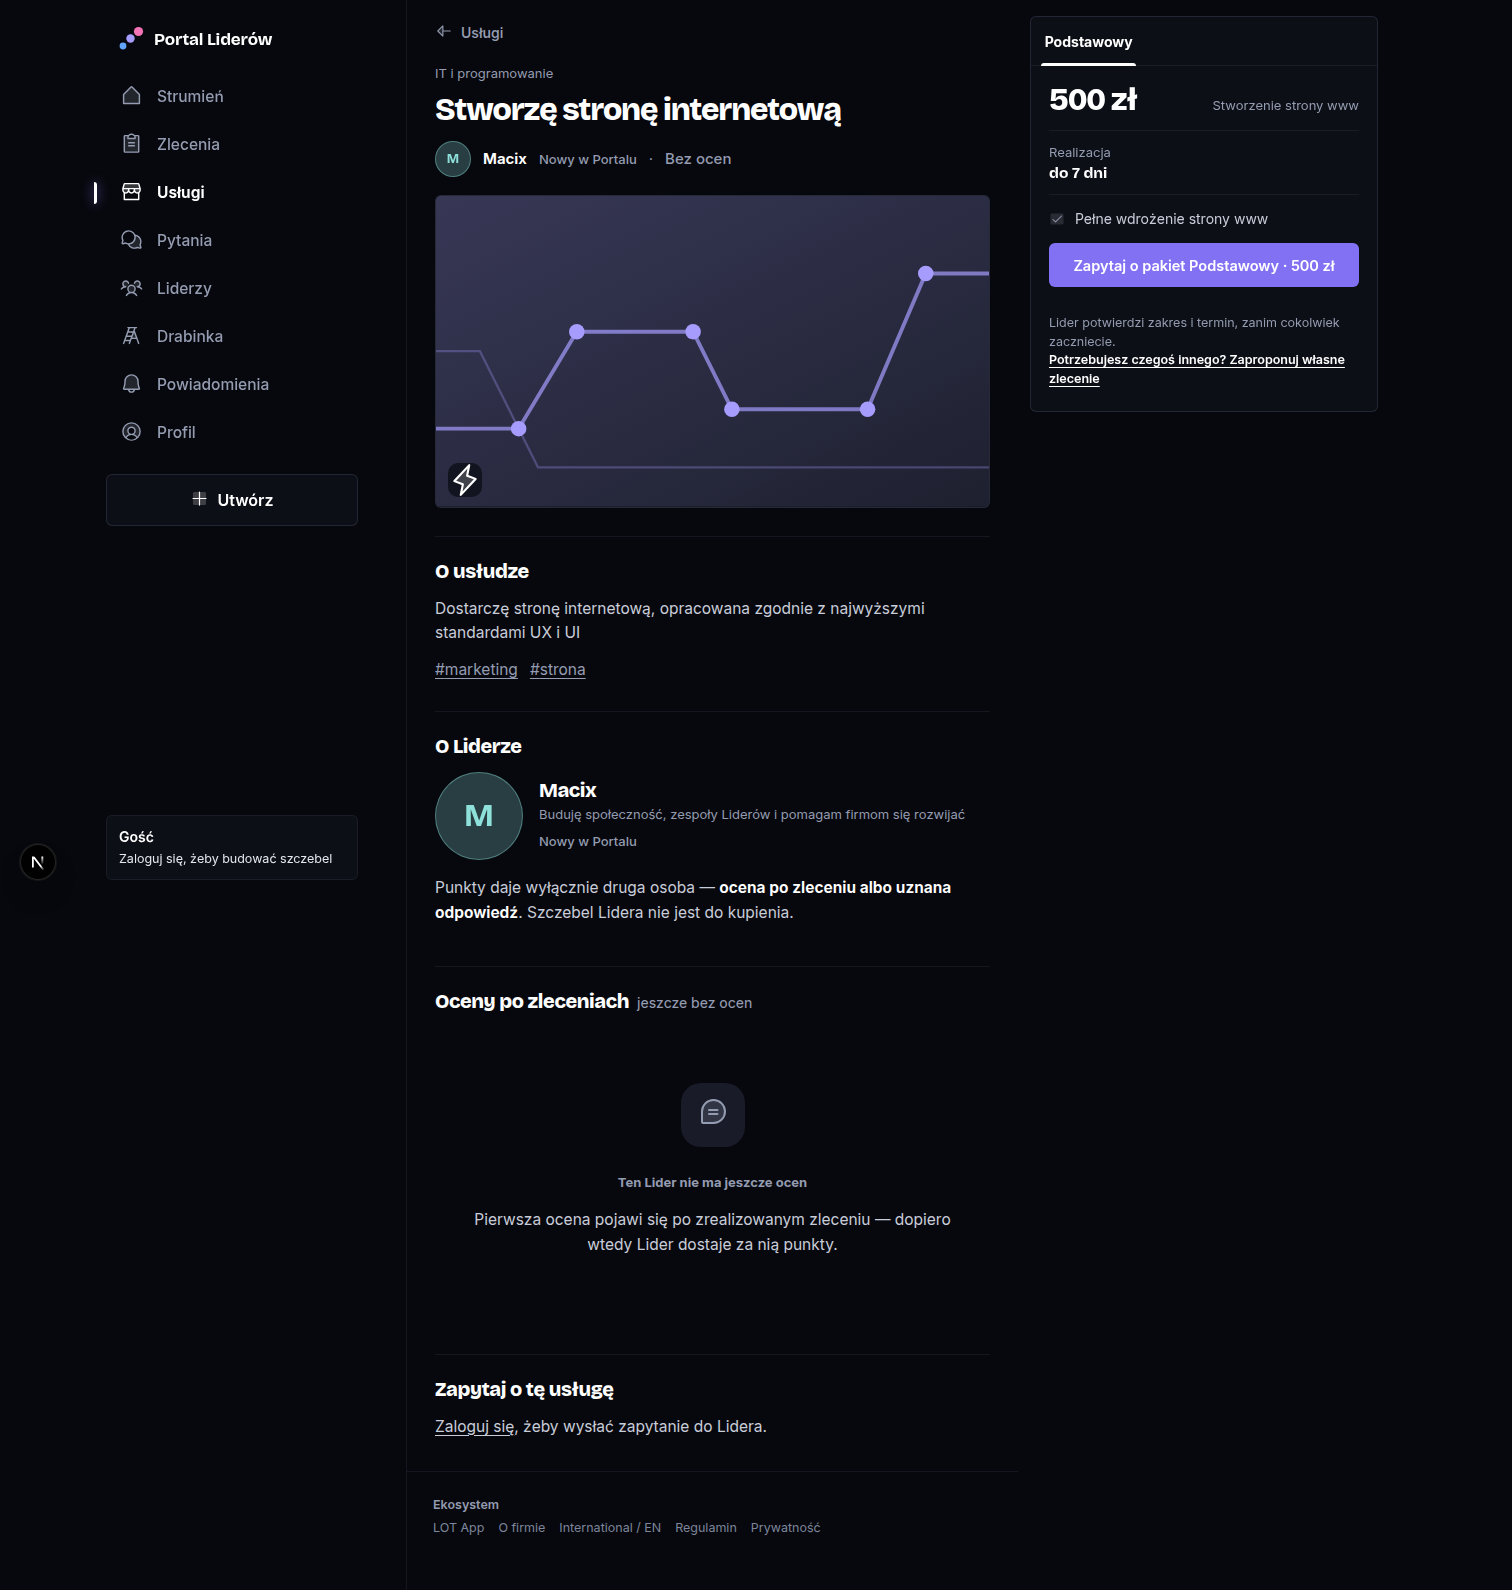 Portal Liderów
Strumień
Zlecenia
Usługi
Pytania
Liderzy
Drabinka
Powiadomienia
Profil
Utwórz
Gość
Zaloguj się, żeby budować szczebel
N
Usługi
IT i programowanie
Stworzę stronę internetową
M Macix Nowy w Portalu · Bez ocen
O usłudze
Dostarczę stronę internetową, opracowana zgodnie z najwyższymi
standardami UX i UI
#marketing #strona
O Liderze
M
Macix
Buduję społeczność, zespoły Liderów i pomagam firmom się rozwijać
Nowy w Portalu
Punkty daje wyłącznie druga osoba — ocena po zleceniu albo uznana
odpowiedź. Szczebel Lidera nie jest do kupienia.
Oceny po zleceniach jeszcze bez ocen
Ten Lider nie ma jeszcze ocen
Pierwsza ocena pojawi się po zrealizowanym zleceniu — dopiero
wtedy Lider dostaje za nią punkty.
Zapytaj o tę usługę
Zaloguj się, żeby wysłać zapytanie do Lidera.
Ekosystem
LOT App O firmie International / EN Regulamin Prywatność
Podstawowy
500 zł Stworzenie strony www
Realizacja
do 7 dni
Pełne wdrożenie strony www
Zapytaj o pakiet Podstawowy · 500 zł
Lider potwierdzi zakres i termin, zanim cokolwiek
zaczniecie.
Potrzebujesz czegoś innego? Zaproponuj własne
zlecenie